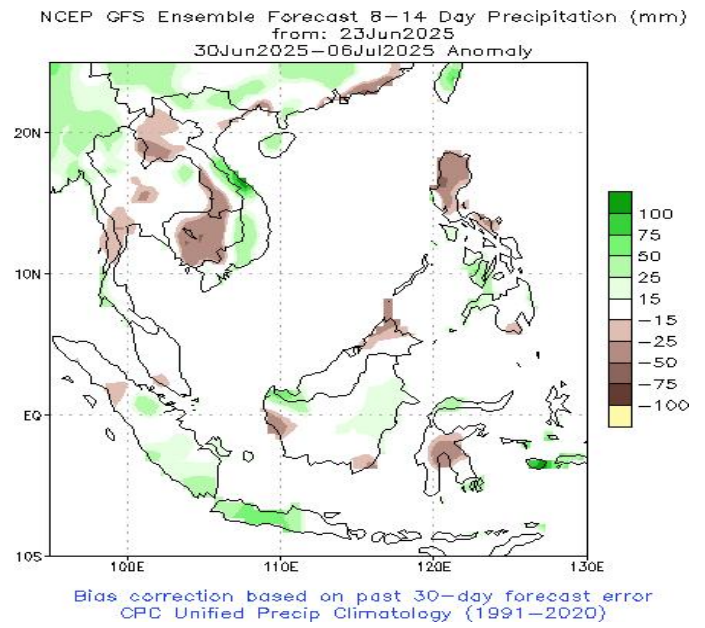 NCEP GFS Ensemble Forecast 8−14 Day Precipitation (mm)
from: 23Jun2025
30Jun2025−06Jul2025 Anomaly
20N
10N
EQ
10S
100E
110E
120E
130E
100
75
50
25
15
−15
−25
−50
−75
−100
Bias correction based on past 30−day forecast error
CPC Unified Precip Climatology (1991−2020)